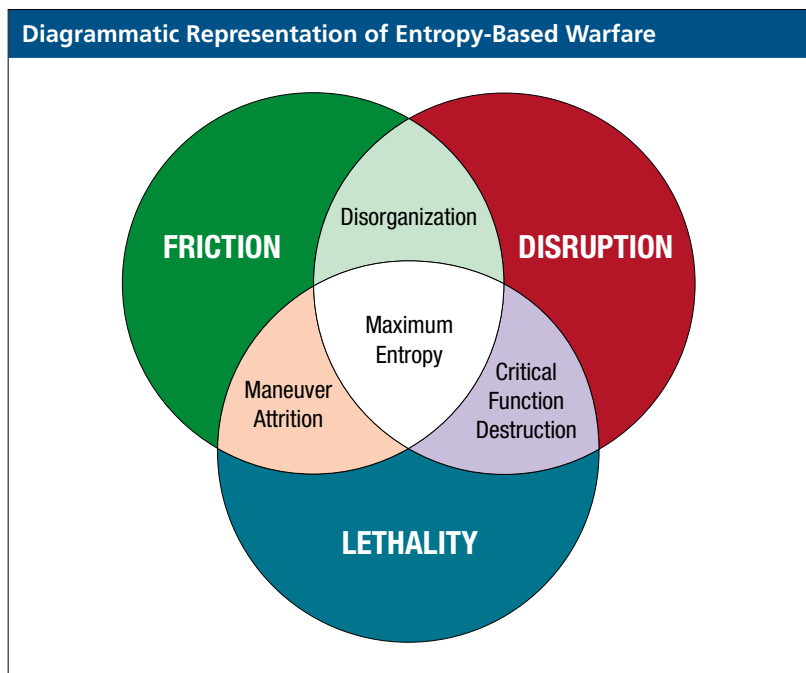 Diagrammatic Representation of Entropy-Based Warfare
Disorganization
FRICTION
DISRUPTION
Maximum
Entropy
Maneuver
Attrition
Critical
Function
Destruction
LETHALITY